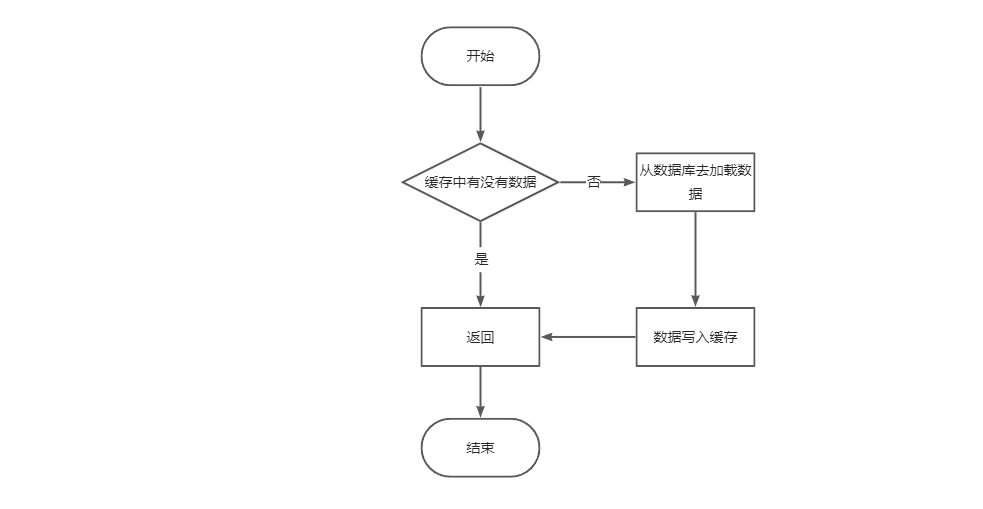 开始
缓存中有没有数据
否
从数据库去加载数
据
是
返回
数据写入缓存
结束